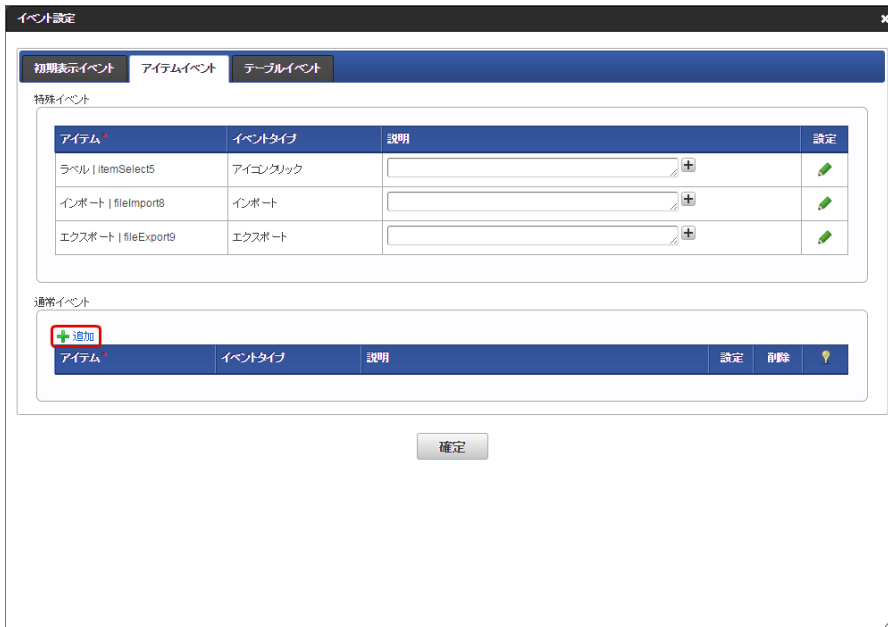 イベント設定
初期表示イベント アイテムイベント テーブルイベント
特殊イベント
アイテム* イベントタイプ 説明 設定
ラベル | itemSelect5 アイコンクリック
インポート | fileImport8 インポート
エクスポート | fileExport9 エクスポート
通常イベント
追加
アイテム* イベントタイプ 説明 設定 削除
確定